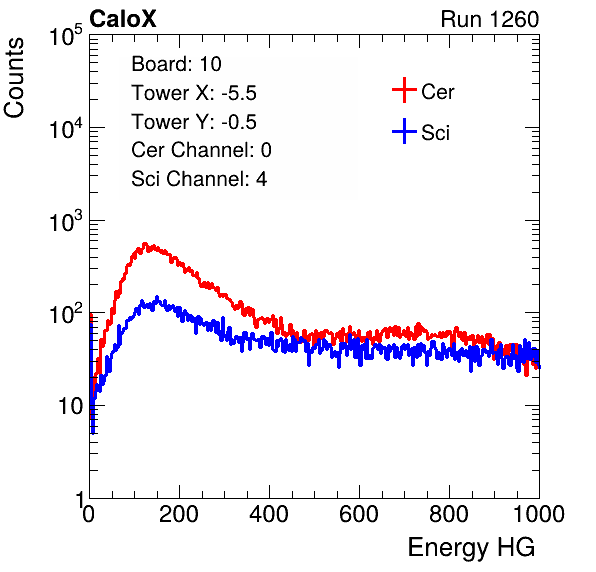 CaloX Run 1260
Counts
10^5
10^4
10^3
10^2
10
1
Board: 10
Tower X: -5.5
Tower Y: -0.5
Cer Channel: 0
Sci Channel: 4
Cer
Sci
0 200 400 600 800 1000
Energy HG